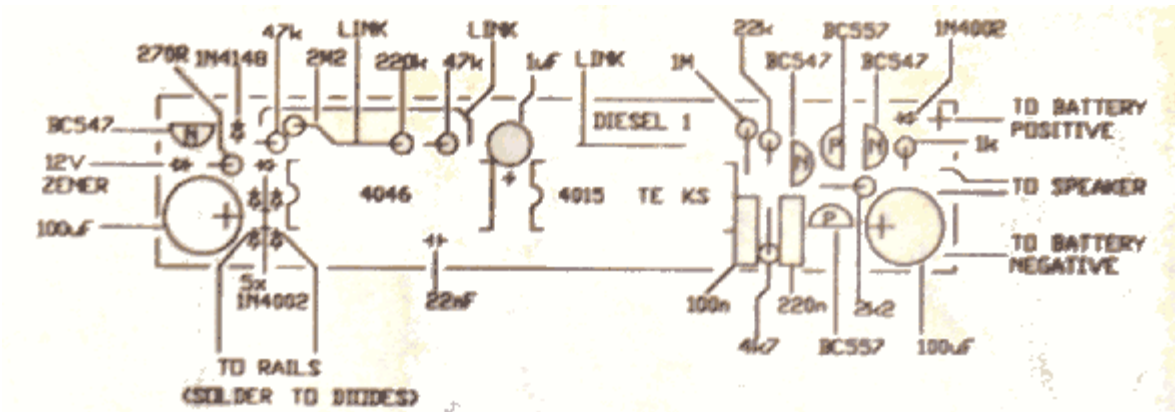 47k
LINK
LINK
22k
BC557
1N4002
270R
1N4148
2M2
220k
47k
1uF
LINK
1M
BC547
BC547
BC547
DIESEL 1
TO BATTERY
POSITIVE
12V
ZENER
1k
4046
4015
TE KS
TO SPEAKER
100uF
TO BATTERY
NEGATIVE
5x
1N4002
22nF
100n
220n
2k2
4k7
BC557
100uF
TO RAILS
(SOLDER TO DIODES)